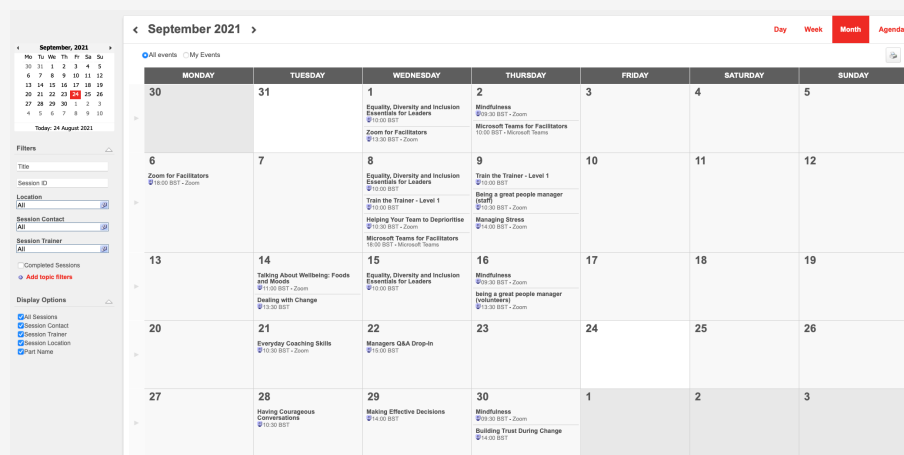 September 2021
Day Week Month Agenda
All events My Events
September, 2021
Mo Tu We Th Fr Sa Su
30 31 1 2 3 4 5
6 7 8 9 10 11 12
13 14 15 16 17 18 19
20 21 22 23 24 25 26
27 28 29 30 1 2 3
4 5 6 7 8 9 10
Today: 24 August 2021
Filters
Title
Session ID
Location
All
Session Contact
All
Session Trainer
All
Completed Sessions
Add topic filters
Display Options
All Sessions
Session Contact
Session Trainer
Session Location
Part Name
MONDAY TUESDAY WEDNESDAY THURSDAY FRIDAY SATURDAY SUNDAY
30
31
1
Equality, Diversity and Inclusion
Essentials for Leaders
10:00 BST
Zoom for Facilitators
13:30 BST - Zoom
2
Mindfulness
09:30 BST - Zoom
Microsoft Teams for Facilitators
10:00 BST - Microsoft Teams
3
4
5
6
Zoom for Facilitators
16:00 BST - Zoom
7
8
Equality, Diversity and Inclusion
Essentials for Leaders
10:00 BST
Train the Trainer - Level 1
10:00 BST
Helping Your Team to Deprioritise
10:30 BST - Zoom
Microsoft Teams for Facilitators
16:00 BST - Microsoft Teams
9
Train the Trainer - Level 1
10:00 BST
Being a great people manager
(staff)
10:30 BST - Zoom
Managing Stress
14:00 BST - Zoom
10
11
12
13
14
Talking About Wellbeing: Foods
and Moods
11:00 BST - Zoom
Dealing with Change
13:30 BST
15
Equality, Diversity and Inclusion
Essentials for Leaders
10:00 BST
16
Mindfulness
09:30 BST - Zoom
being a great people manager
(volunteers)
13:30 BST - Zoom
17
18
19
20
21
Everyday Coaching Skills
10:30 BST - Zoom
22
Managers Q&A Drop-In
15:00 BST
23
24
25
26
27
28
Having Courageous
Conversations
10:30 BST
29
Making Effective Decisions
14:00 BST
30
Mindfulness
09:30 BST - Zoom
Building Trust During Change
14:00 BST
1
2
3